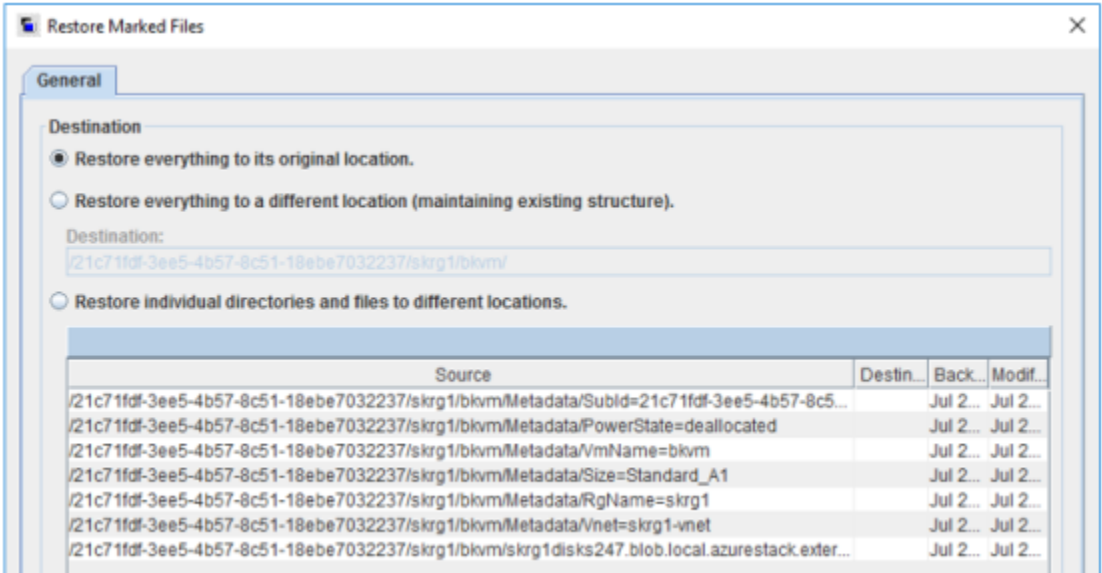 Restore Marked Files
General
Destination
Restore everything to its original location.
Restore everything to a different location (maintaining existing structure).
Destination:
/21c71fdf-3ee5-4b57-8c51-18ebe7032237/skrg1/bkvm/
Restore individual directories and files to different locations.
Source Destin... Back... Modif...
/21c71fdf-3ee5-4b57-8c51-18ebe7032237/skrg1/bkvm/Metadata/SubId=21c71fdf-3ee5-4b57-8c5... Jul 2... Jul 2...
/21c71fdf-3ee5-4b57-8c51-18ebe7032237/skrg1/bkvm/Metadata/PowerState=deallocated Jul 2... Jul 2...
/21c71fdf-3ee5-4b57-8c51-18ebe7032237/skrg1/bkvm/Metadata/VmName=bkvm Jul 2... Jul 2...
/21c71fdf-3ee5-4b57-8c51-18ebe7032237/skrg1/bkvm/Metadata/Size=Standard_A1 Jul 2... Jul 2...
/21c71fdf-3ee5-4b57-8c51-18ebe7032237/skrg1/bkvm/Metadata/RgName=skrg1 Jul 2... Jul 2...
/21c71fdf-3ee5-4b57-8c51-18ebe7032237/skrg1/bkvm/Metadata/Vnet=skrg1-vnet Jul 2... Jul 2...
/21c71fdf-3ee5-4b57-8c51-18ebe7032237/skrg1/bkvm/skrg1disks247.blob.local.azurestack.exter... Jul 2... Jul 2...